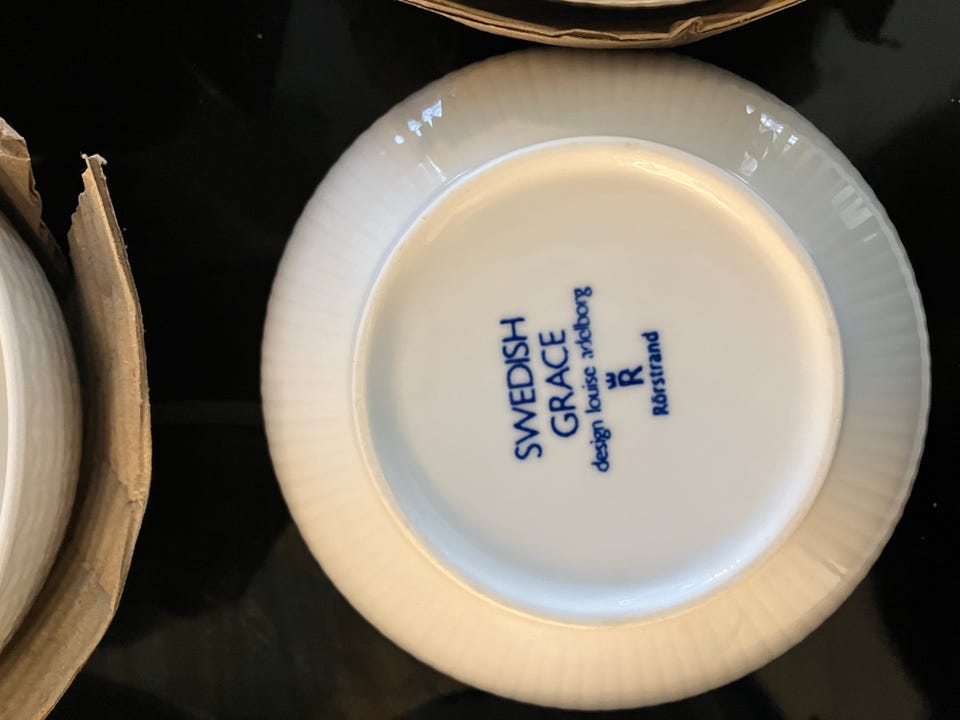 SWEDISH
GRACE
design louise adelborg
R
Rörstrand